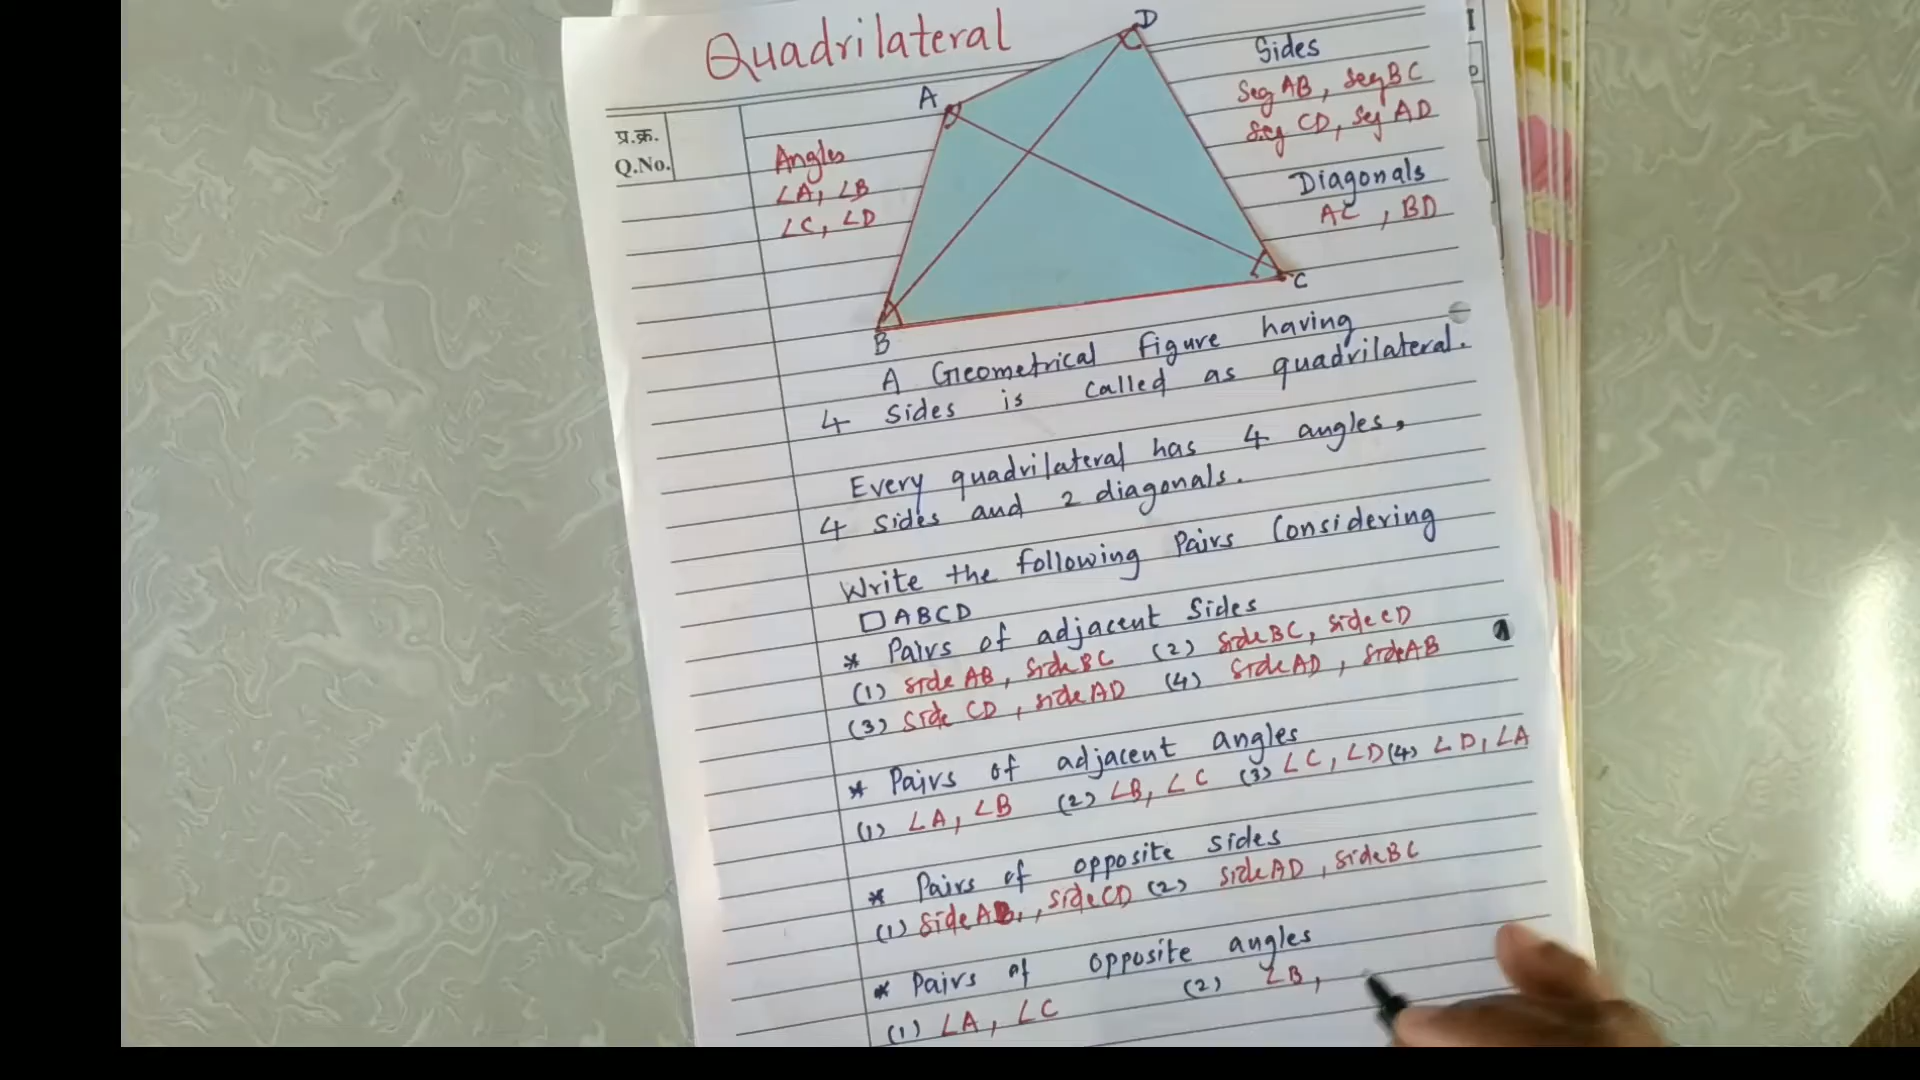 Quadrilateral
प्र.क्र.
Q.No.
A
D
B
C
Angles
∠A, ∠B
∠C, ∠D
Sides
Seg AB, seg BC
Seg CD, seg AD
Diagonals
AC , BD
A Geometrical figure having
4 sides is called as quadrilateral.
Every quadrilateral has 4 angles,
4 sides and 2 diagonals.
Write the following Pairs Considering
□ABCD
* Pairs of adjacent Sides
(1) side AB, side BC (2) side BC, side CD
(3) side CD, side AD (4) side AD, side AB
* Pairs of adjacent angles
(1) ∠A, ∠B (2) ∠B, ∠C (3) ∠C, ∠D (4) ∠D, ∠A
* Pairs of opposite sides
(1) side AB, side CD (2) side AD, side BC
* Pairs of opposite angles
(1) ∠A, ∠C (2) ∠B,